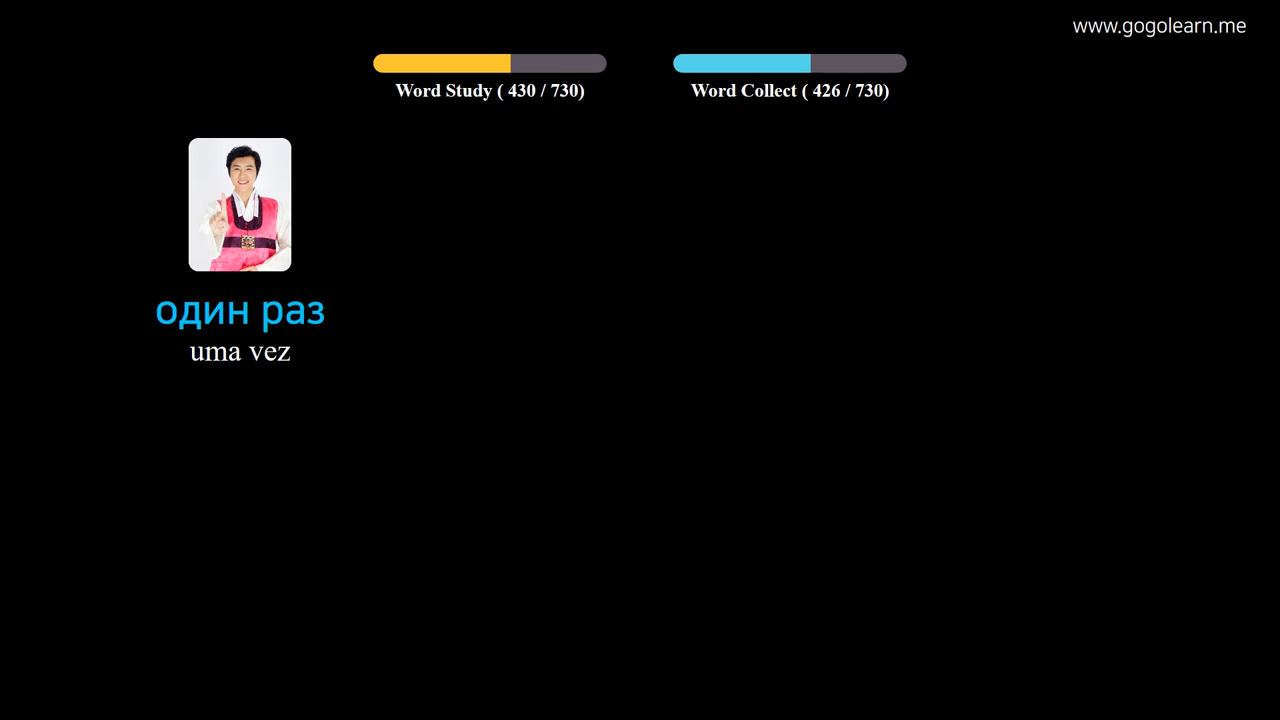 www.gogolearn.me
Word Study ( 430 / 730)
Word Collect ( 426 / 730)
один раз
uma vez